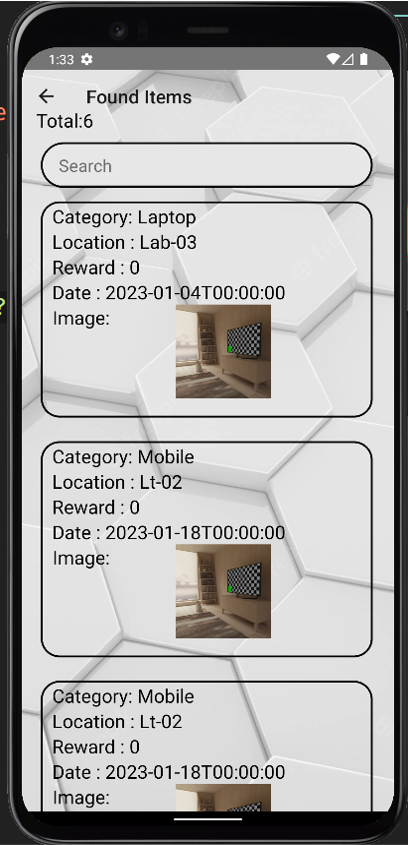 e
?
1:33
Found Items
Total:6
Search
Category: Laptop
Location : Lab-03
Reward : 0
Date : 2023-01-04T00:00:00
Image:
Category: Mobile
Location : Lt-02
Reward : 0
Date : 2023-01-18T00:00:00
Image:
Category: Mobile
Location : Lt-02
Reward : 0
Date : 2023-01-18T00:00:00
Image: